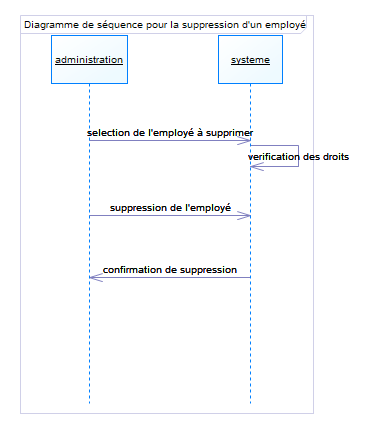 Diagramme de séquence pour la suppression d'un employé
administration
systeme
selection de l'employé à supprimer
verification des droits
suppression de l'employé
confirmation de suppression